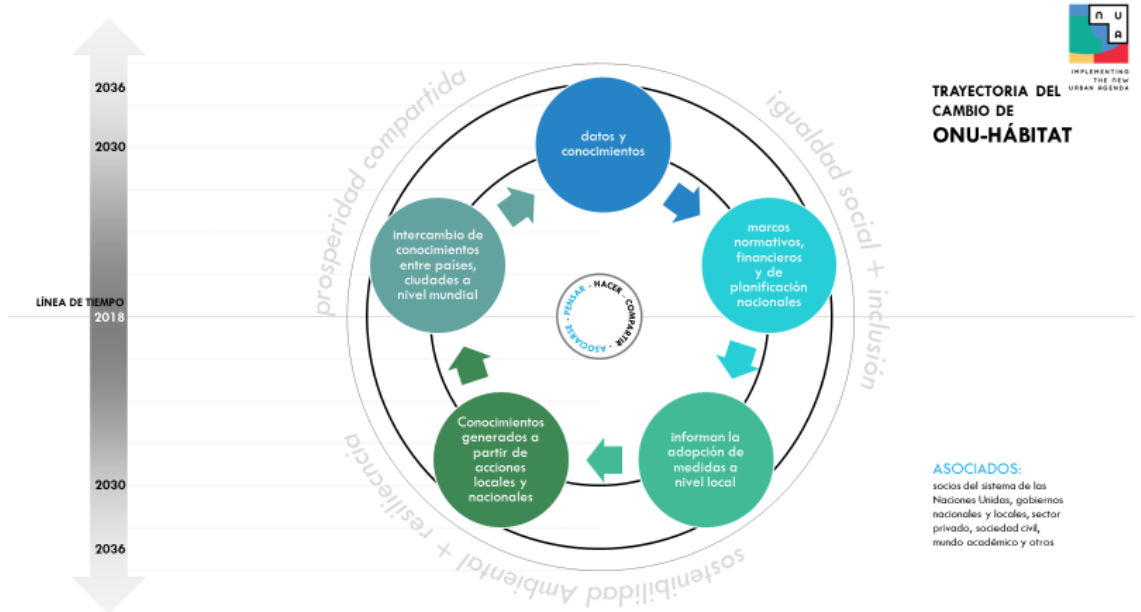 N U
A
IMPLEMENTING
THE NEW
URBAN AGENDA
TRAYECTORIA DEL
CAMBIO DE
ONU-HÁBITAT
2036
2030
LÍNEA DE TIEMPO
2018
2030
2036
prosperidad compartida
igualdad social + inclusión
sostenibilidad Ambiental + resiliecncia
datos y
conocimientos
marcos
normativos,
financieros
y de
planificación
nacionales
informan la
adopción de
medidas a
nivel local
Conocimientos
generados a
partir de
acciones
locales y
nacionales
intercambio de
conocimientos
entre países,
ciudades a
nivel mundial
PENSAR - HACER - COMPARTIR - ASOCIARSE -
ASOCIADOS:
socios del sistema de las
Naciones Unidas, gobiernos
nacionales y locales, sector
privado, sociedad civil,
mundo académico y otros